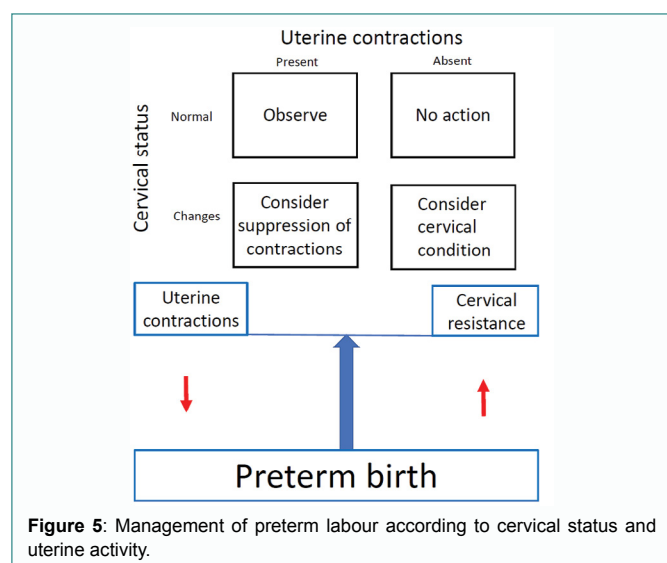 Uterine contractions
Present
Absent
Cervical status
Normal
Observe
No action
Changes
Consider
suppression of
contractions
Consider
cervical
condition
Uterine
contractions
Cervical
resistance
Preterm birth
Figure 5: Management of preterm labour according to cervical status and
uterine activity.